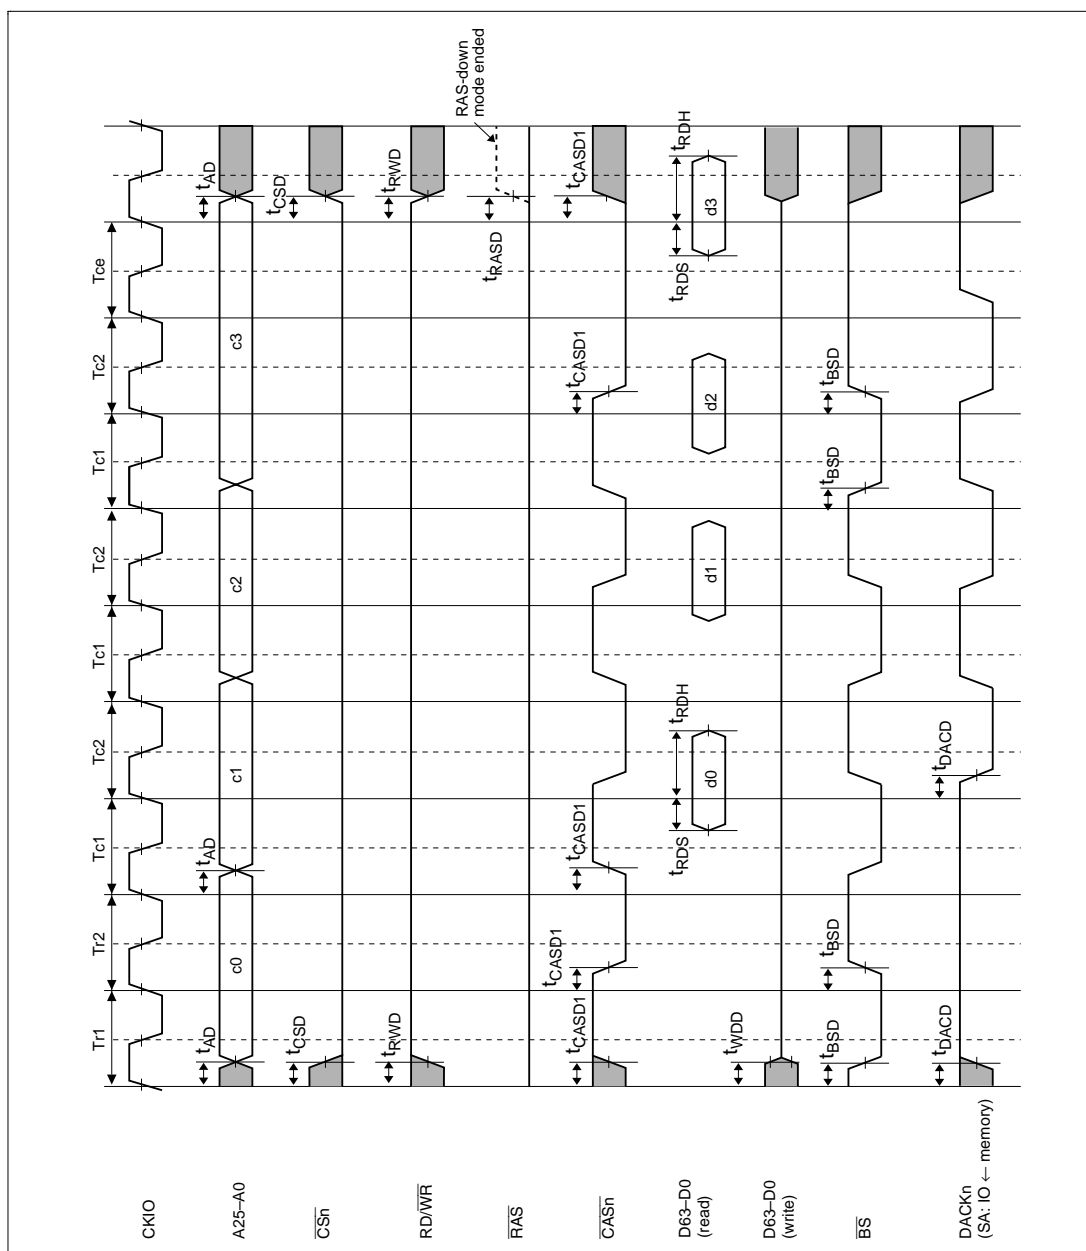 Tr1 Tr2 Tc1 Tc2 Tc1 Tc2 Tc1 Tc2 Tce
CKIO
tAD tAD tAD
A25–A0 c0 c1 c2 c3
tCSD tCSD
CSn
tRWD tRWD
RD/WR
RAS-down
mode ended
RAS
tRASD
tCASD1 tCASD1 tCASD1 tCASD1 tCASD1
CASn
tRDS tRDH tRDS tRDH
D63–D0
(read)
d0 d1 d2 d3
tWDD
D63–D0
(write)
tBSD tBSD tBSD tBSD
BS
tDACD tDACD
DACKn
(SA: IO ← memory)